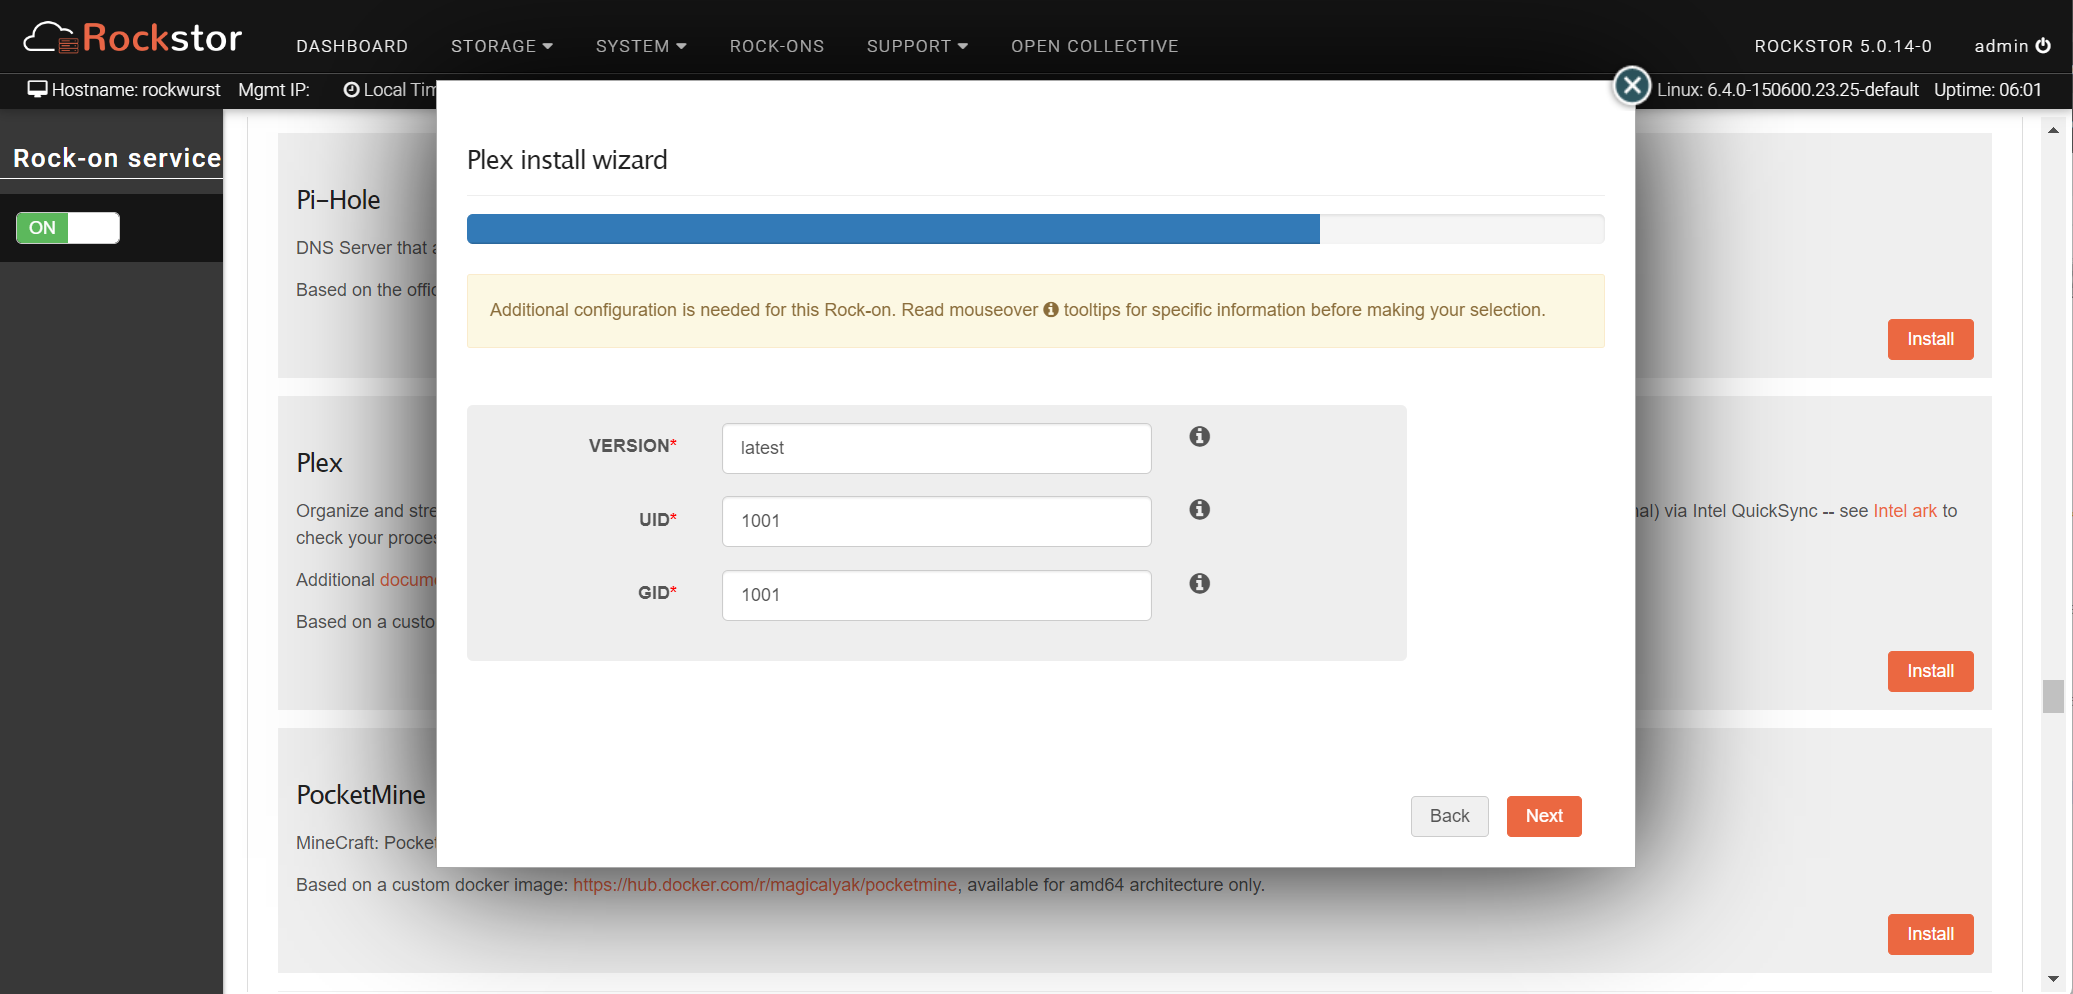 Rockstor DASHBOARD STORAGE SYSTEM ROCK-ONS SUPPORT OPEN COLLECTIVE ROCKSTOR 5.0.14-0 admin
Hostname: rockwurst Mgmt IP: Local Tim Linux: 6.4.0-150600.23.25-default Uptime: 06:01
Rock-on service
ON
Pi-Hole
DNS Server that a
Based on the offic
Install
Plex
Organize and stre
nal) via Intel QuickSync -- see Intel ark to
check your proces
Additional docum
Based on a custo
Install
PocketMine
MineCraft: Pocket
Based on a custom docker image: https://hub.docker.com/r/magicalyak/pocketmine, available for amd64 architecture only.
Install
Plex install wizard
Additional configuration is needed for this Rock-on. Read mouseover tooltips for specific information before making your selection.
VERSION* latest
UID* 1001
GID* 1001
Back Next